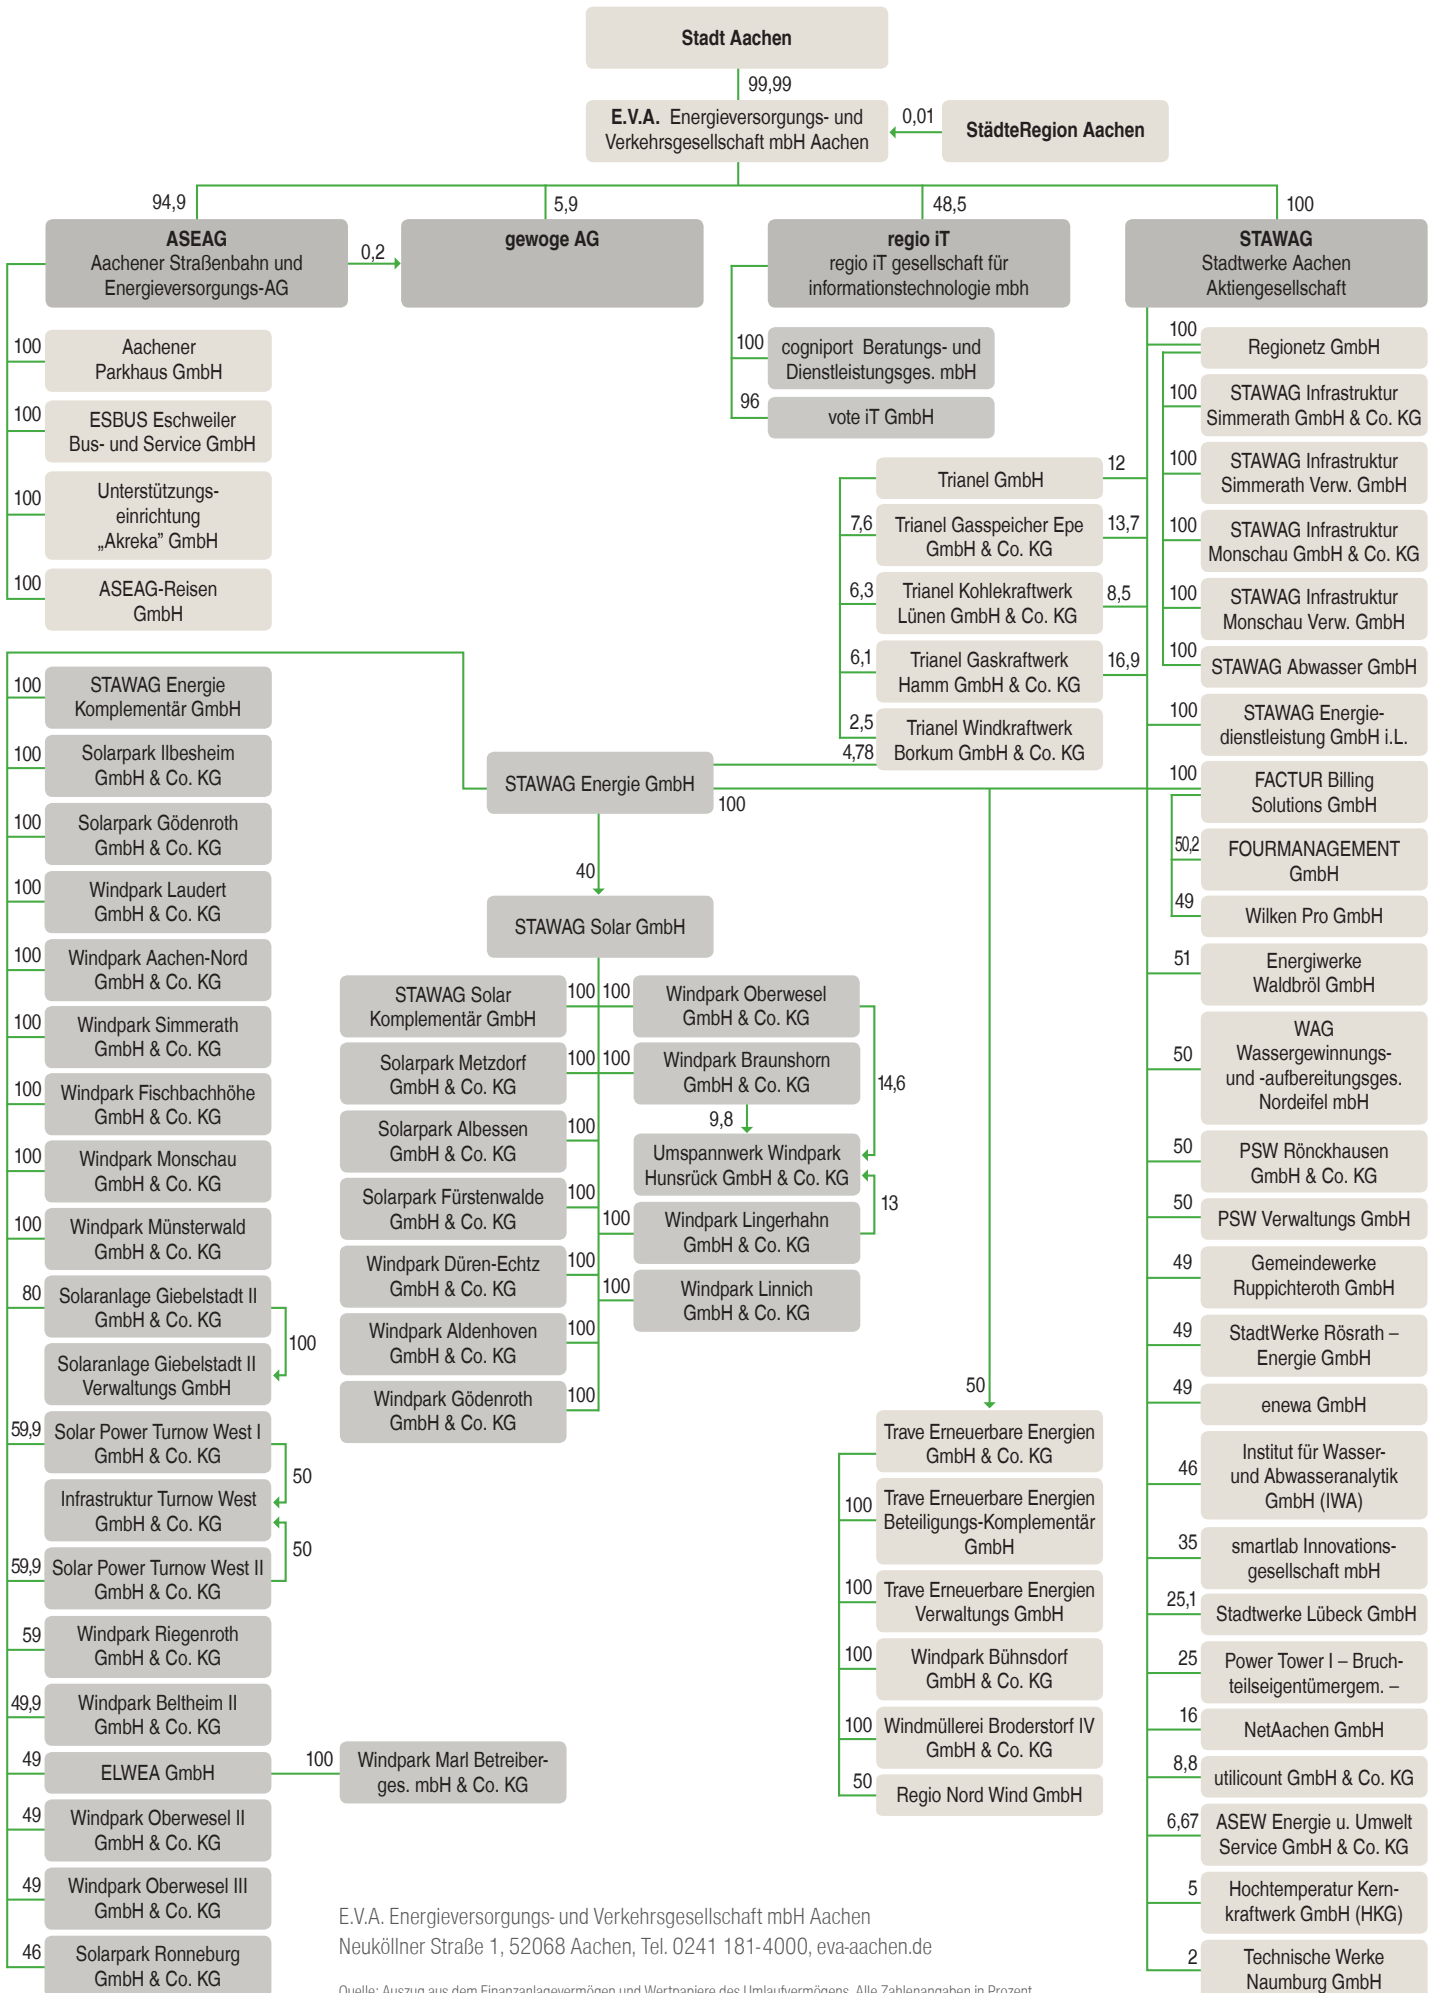 Stadt Aachen
99,99
E.V.A. Energieversorgungs- und
Verkehrsgesellschaft mbH Aachen
0,01
StädteRegion Aachen
94,9
5,9
48,5
100
ASEAG
Aachener Straßenbahn und
Energieversorgungs-AG
0,2
gewoge AG
regio iT
regio iT gesellschaft für
informationstechnologie mbh
STAWAG
Stadtwerke Aachen
Aktiengesellschaft
100
Aachener
Parkhaus GmbH
100
ESBUS Eschweiler
Bus- und Service GmbH
100
Unterstützungs-
einrichtung
„Akreka” GmbH
100
ASEAG-Reisen
GmbH
100
cogniport Beratungs- und
Dienstleistungsges. mbH
96
vote iT GmbH
Trianel GmbH
12
7,6
Trianel Gasspeicher Epe
GmbH & Co. KG
13,7
6,3
Trianel Kohlekraftwerk
Lünen GmbH & Co. KG
8,5
6,1
Trianel Gaskraftwerk
Hamm GmbH & Co. KG
16,9
2,5
Trianel Windkraftwerk
Borkum GmbH & Co. KG
4,78
100
Regionetz GmbH
100
STAWAG Infrastruktur
Simmerath GmbH & Co. KG
100
STAWAG Infrastruktur
Simmerath Verw. GmbH
100
STAWAG Infrastruktur
Monschau GmbH & Co. KG
100
STAWAG Infrastruktur
Monschau Verw. GmbH
100
STAWAG Abwasser GmbH
100
STAWAG Energie-
dienstleistung GmbH i.L.
100
FACTUR Billing
Solutions GmbH
50,2
FOURMANAGEMENT
GmbH
49
Wilken Pro GmbH
51
Energiwerke
Waldbröl GmbH
50
WAG
Wassergewinnungs-
und -aufbereitungsges.
Nordeifel mbH
50
PSW Rönckhausen
GmbH & Co. KG
50
PSW Verwaltungs GmbH
49
Gemeindewerke
Ruppichteroth GmbH
49
StadtWerke Rösrath –
Energie GmbH
49
enewa GmbH
46
Institut für Wasser-
und Abwasseranalytik
GmbH (IWA)
35
smartlab Innovations-
gesellschaft mbH
25,1
Stadtwerke Lübeck GmbH
25
Power Tower I – Bruch-
teilseigentümergem. –
16
NetAachen GmbH
8,8
utilicount GmbH & Co. KG
6,67
ASEW Energie u. Umwelt
Service GmbH & Co. KG
5
Hochtemperatur Kern-
kraftwerk GmbH (HKG)
2
Technische Werke
Naumburg GmbH
STAWAG Energie GmbH
100
100
STAWAG Energie
Komplementär GmbH
100
Solarpark Ilbesheim
GmbH & Co. KG
100
Solarpark Gödenroth
GmbH & Co. KG
100
Windpark Laudert
GmbH & Co. KG
100
Windpark Aachen-Nord
GmbH & Co. KG
100
Windpark Simmerath
GmbH & Co. KG
100
Windpark Fischbachhöhe
GmbH & Co. KG
100
Windpark Monschau
GmbH & Co. KG
100
Windpark Münsterwald
GmbH & Co. KG
80
Solaranlage Giebelstadt II
GmbH & Co. KG
100
Solaranlage Giebelstadt II
Verwaltungs GmbH
59,9
Solar Power Turnow West I
GmbH & Co. KG
50
Infrastruktur Turnow West
GmbH & Co. KG
50
59,9
Solar Power Turnow West II
GmbH & Co. KG
59
Windpark Riegenroth
GmbH & Co. KG
49,9
Windpark Beltheim II
GmbH & Co. KG
49
ELWEA GmbH
100
Windpark Marl Betreiber-
ges. mbH & Co. KG
49
Windpark Oberwesel II
GmbH & Co. KG
49
Windpark Oberwesel III
GmbH & Co. KG
46
Solarpark Ronneburg
GmbH & Co. KG
40
STAWAG Solar GmbH
STAWAG Solar
Komplementär GmbH
100
Solarpark Metzdorf
GmbH & Co. KG
100
Solarpark Albessen
GmbH & Co. KG
100
Solarpark Fürstenwalde
GmbH & Co. KG
100
Windpark Düren-Echtz
GmbH & Co. KG
100
Windpark Aldenhoven
GmbH & Co. KG
100
Windpark Gödenroth
GmbH & Co. KG
100
100
Windpark Oberwesel
GmbH & Co. KG
100
Windpark Braunshorn
GmbH & Co. KG
14,6
9,8
Umspannwerk Windpark
Hunsrück GmbH & Co. KG
13
100
Windpark Lingerhahn
GmbH & Co. KG
100
Windpark Linnich
GmbH & Co. KG
50
Trave Erneuerbare Energien
GmbH & Co. KG
100
Trave Erneuerbare Energien
Beteiligungs-Komplementär
GmbH
100
Trave Erneuerbare Energien
Verwaltungs GmbH
100
Windpark Bühnsdorf
GmbH & Co. KG
100
Windmüllerei Broderstorf IV
GmbH & Co. KG
50
Regio Nord Wind GmbH
E.V.A. Energieversorgungs- und Verkehrsgesellschaft mbH Aachen
Neuköllner Straße 1, 52068 Aachen, Tel. 0241 181-4000, eva-aachen.de
Quelle: Auszug aus dem Finanzanlagevermögen und Wertpapiere des Umlaufvermögens. Alle Zahlenangaben in Prozent